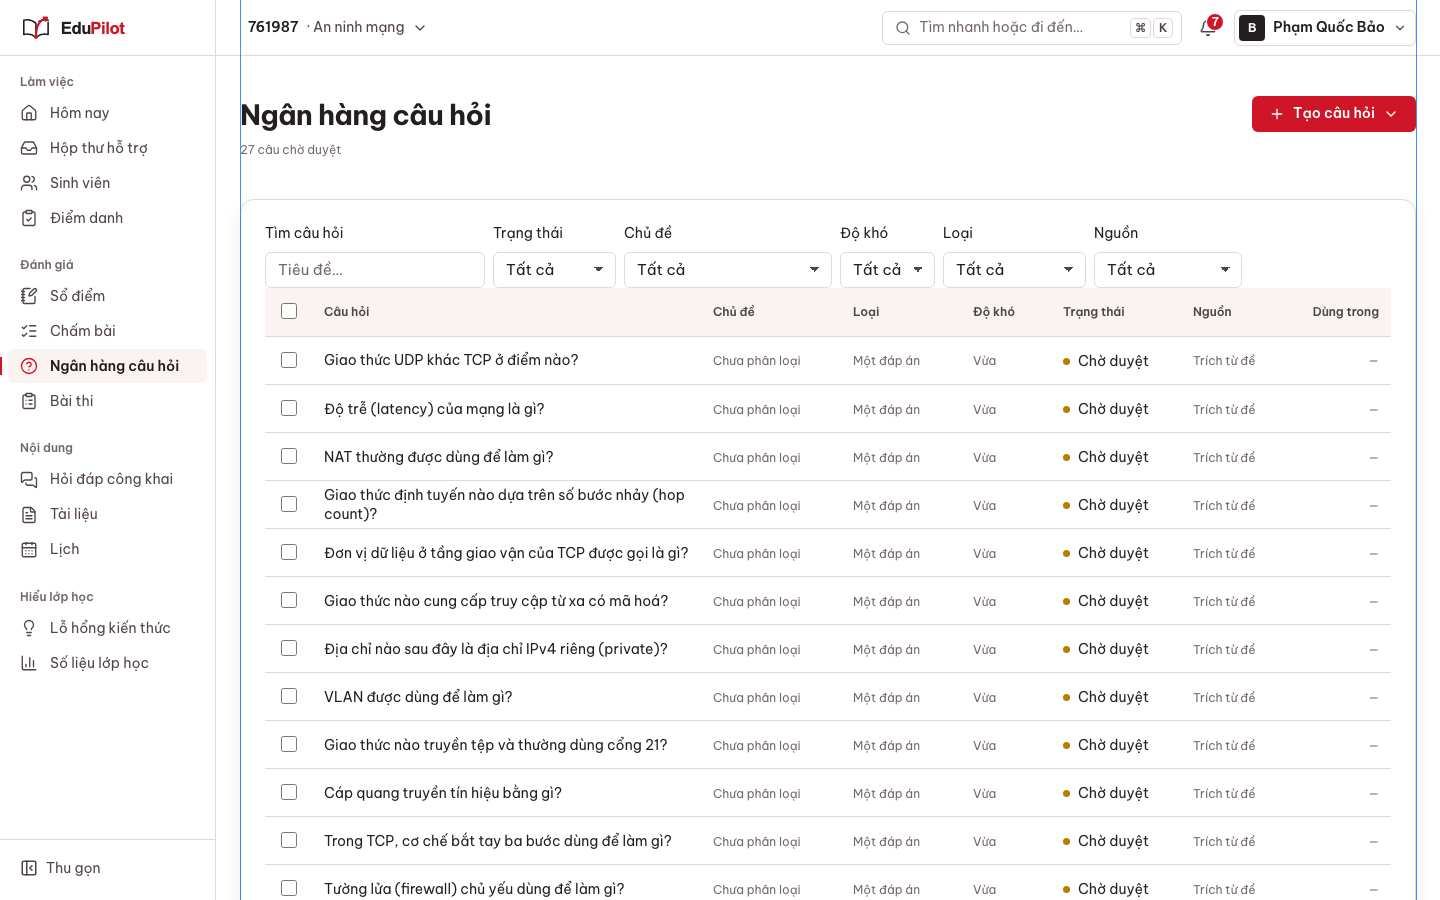 EduPilot
761987 · An ninh mạng
Tìm nhanh hoặc đi đến...
⌘ K
7
B Phạm Quốc Bảo
Làm việc
Hôm nay
Hộp thư hỗ trợ
Sinh viên
Điểm danh
Đánh giá
Sổ điểm
Chấm bài
Ngân hàng câu hỏi
Bài thi
Nội dung
Hỏi đáp công khai
Tài liệu
Lịch
Hiểu lớp học
Lỗ hổng kiến thức
Số liệu lớp học
Thu gọn
Ngân hàng câu hỏi
27 câu chờ duyệt
Tạo câu hỏi
Tìm câu hỏi Trạng thái Chủ đề Độ khó Loại Nguồn
Tiêu đề... Tất cả Tất cả Tất cả Tất cả Tất cả
Câu hỏi Chủ đề Loại Độ khó Trạng thái Nguồn Dùng trong
Giao thức UDP khác TCP ở điểm nào? Chưa phân loại Một đáp án Vừa Chờ duyệt Trích từ đề –
Độ trễ (latency) của mạng là gì? Chưa phân loại Một đáp án Vừa Chờ duyệt Trích từ đề –
NAT thường được dùng để làm gì? Chưa phân loại Một đáp án Vừa Chờ duyệt Trích từ đề –
Giao thức định tuyến nào dựa trên số bước nhảy (hop
count)? Chưa phân loại Một đáp án Vừa Chờ duyệt Trích từ đề –
Đơn vị dữ liệu ở tầng giao vận của TCP được gọi là gì? Chưa phân loại Một đáp án Vừa Chờ duyệt Trích từ đề –
Giao thức nào cung cấp truy cập từ xa có mã hoá? Chưa phân loại Một đáp án Vừa Chờ duyệt Trích từ đề –
Địa chỉ nào sau đây là địa chỉ IPv4 riêng (private)? Chưa phân loại Một đáp án Vừa Chờ duyệt Trích từ đề –
VLAN được dùng để làm gì? Chưa phân loại Một đáp án Vừa Chờ duyệt Trích từ đề –
Giao thức nào truyền tệp và thường dùng cổng 21? Chưa phân loại Một đáp án Vừa Chờ duyệt Trích từ đề –
Cáp quang truyền tín hiệu bằng gì? Chưa phân loại Một đáp án Vừa Chờ duyệt Trích từ đề –
Trong TCP, cơ chế bắt tay ba bước dùng để làm gì? Chưa phân loại Một đáp án Vừa Chờ duyệt Trích từ đề –
Tường lửa (firewall) chủ yếu dùng để làm gì? Chưa phân loại Một đáp án Vừa Chờ duyệt Trích từ đề –